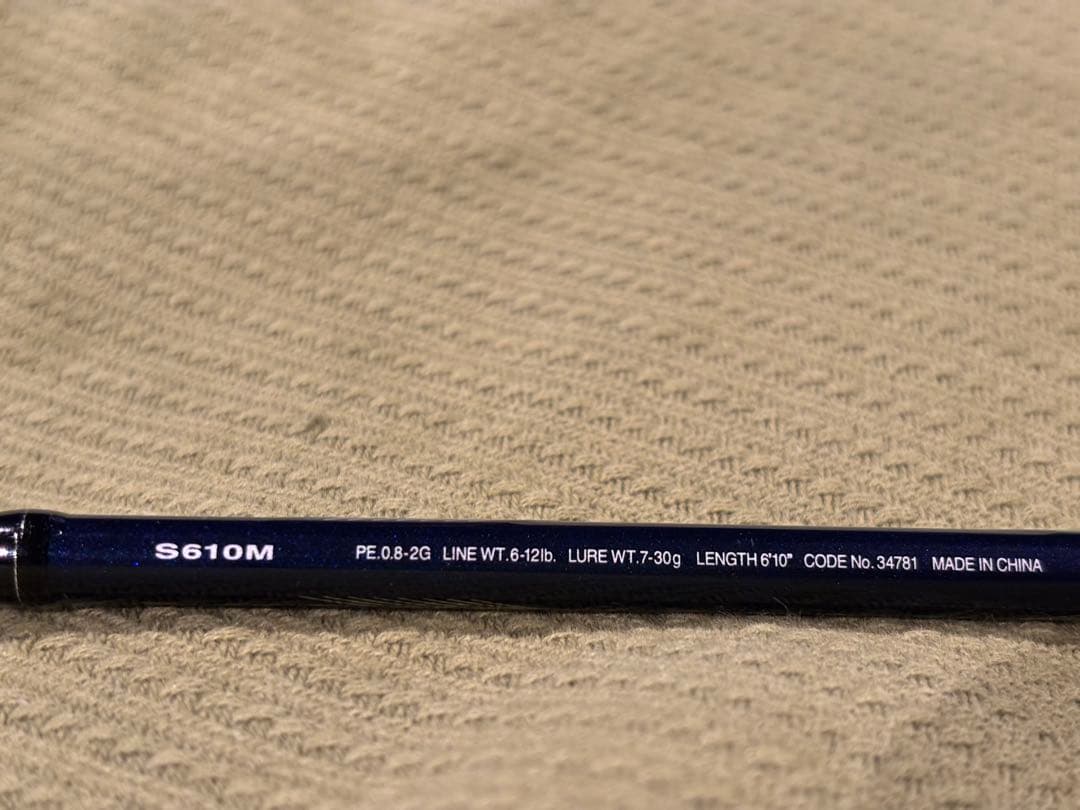 S610M PE.0.8-2G LINE WT.6-12lb. LURE WT.7-30g LENGTH 6'10" CODE No. 34781 MADE IN CHINA